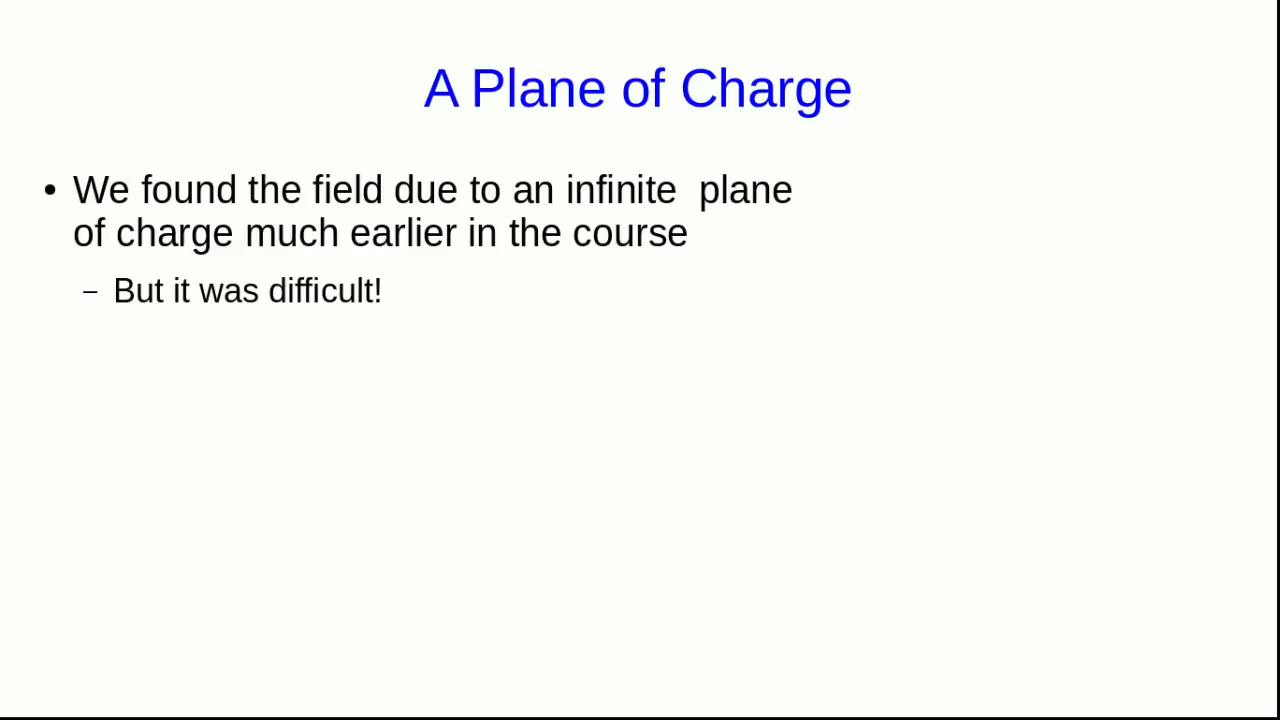 A Plane of Charge
• We found the field due to an infinite  plane
of charge much earlier in the course
– But it was difficult!